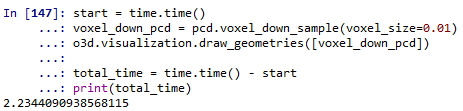 In [147]: start = time.time()
...: voxel_down_pcd = pcd.voxel_down_sample(voxel_size=0.01)
...: o3d.visualization.draw_geometries([voxel_down_pcd])
...:
...: total_time = time.time() - start
...: print(total_time)
2.2344090938568115